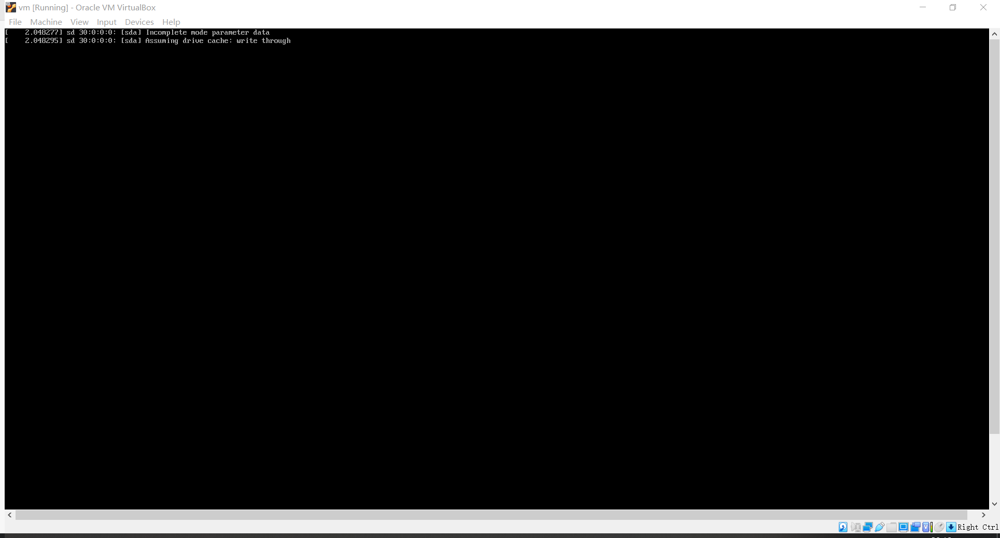 vm [Running] - Oracle VM VirtualBox
File Machine View Input Devices Help
[    2.048277] sd 30:0:0:0: [sda] Incomplete mode parameter data
[    2.048295] sd 30:0:0:0: [sda] Assuming drive cache: write through
Right Ctrl